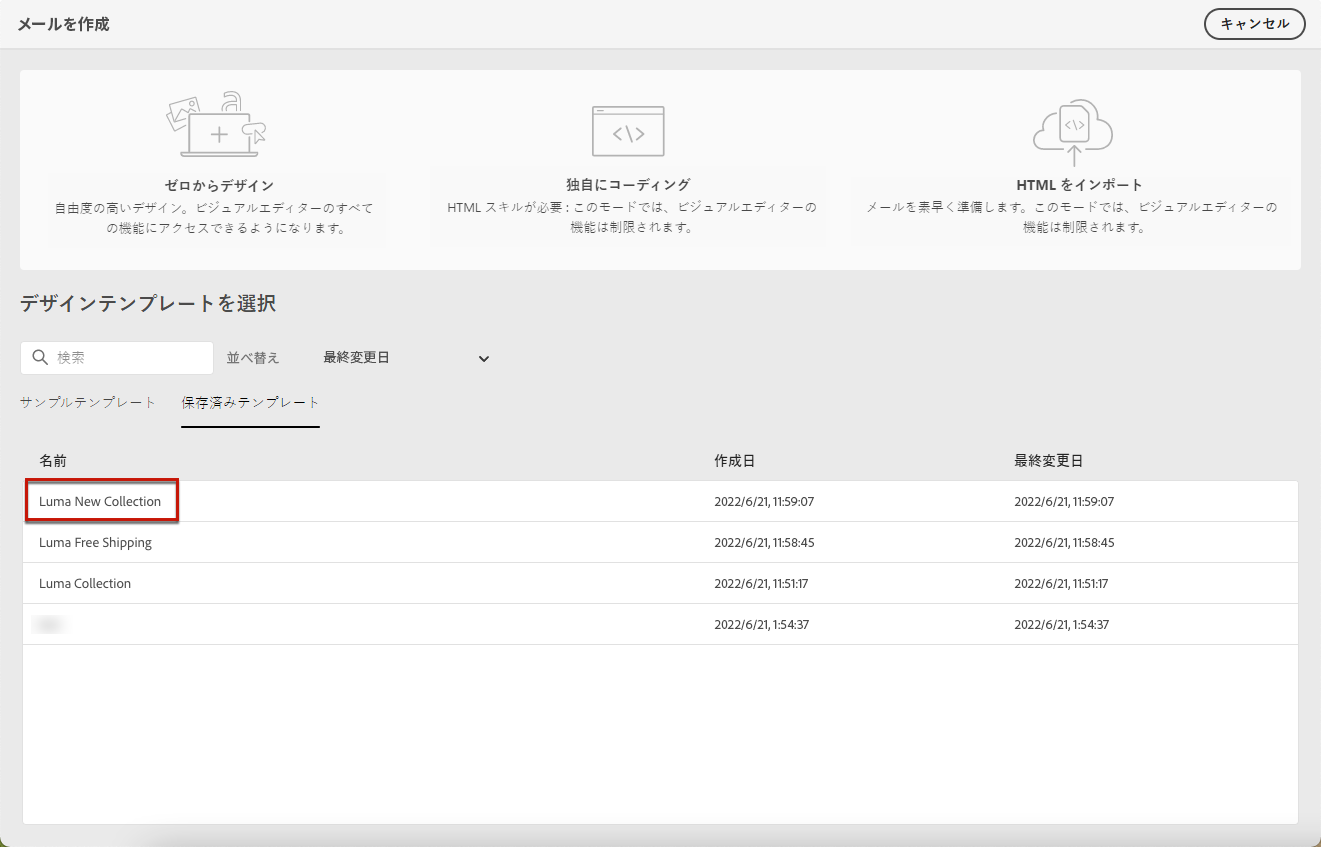 メールを作成
キャンセル
ゼロからデザイン
自由度の高いデザイン。ビジュアルエディターのすべて
の機能にアクセスできるようになります。
独自にコーディング
HTML スキルが必要 : このモードでは、ビジュアルエディターの
機能は制限されます。
HTML をインポート
メールを素早く準備します。このモードでは、ビジュアルエディターの
機能は制限されます。
デザインテンプレートを選択
検索 並べ替え 最終変更日
サンプルテンプレート 保存済みテンプレート
名前 作成日 最終変更日
Luma New Collection 2022/6/21, 11:59:07 2022/6/21, 11:59:07
Luma Free Shipping 2022/6/21, 11:58:45 2022/6/21, 11:58:45
Luma Collection 2022/6/21, 11:51:17 2022/6/21, 11:51:17
2022/6/21, 1:54:37 2022/6/21, 1:54:37